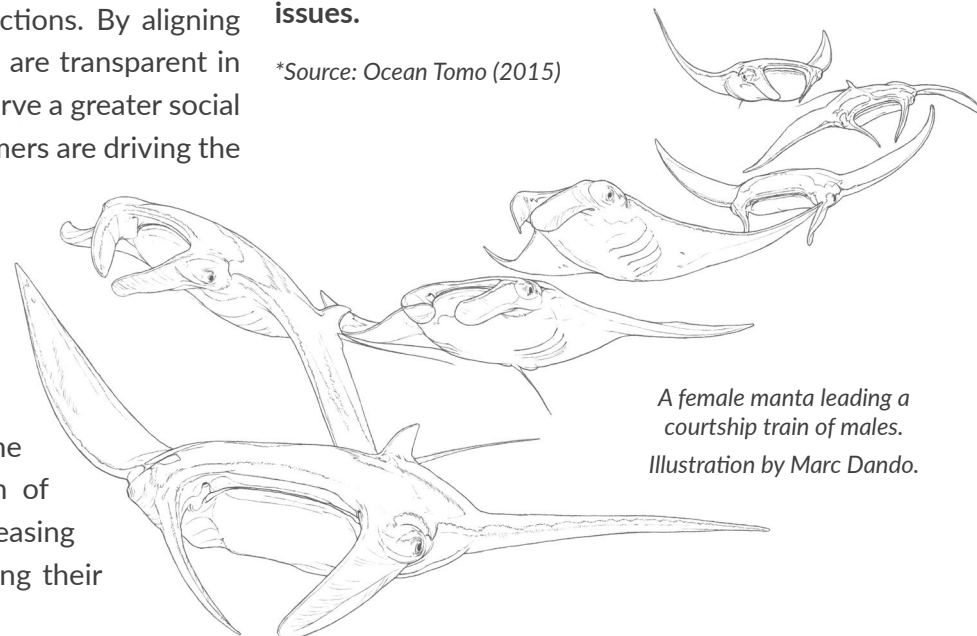 ctions. By aligning
are transparent in
rve a greater social
ners are driving the
ne
n of
easing
ng their
issues.
*Source: Ocean Tomo (2015)
A female manta leading a
courtship train of males.
Illustration by Marc Dando.